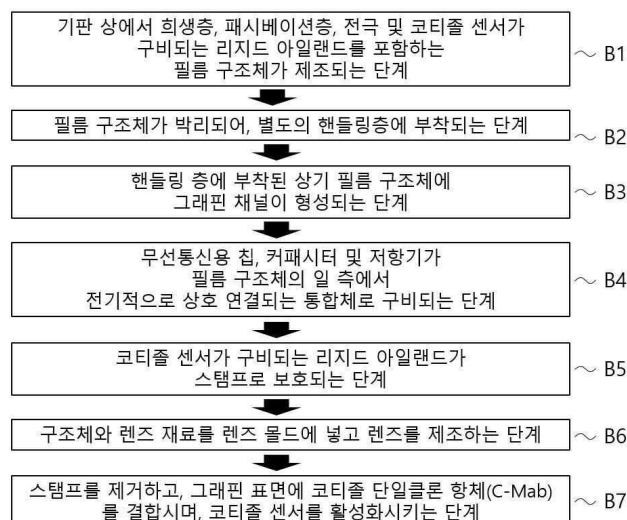 기판 상에서 희생층, 패시베이션층, 전극 및 코티졸 센서가
구비되는 리지드 아일랜드를 포함하는
필름 구조체가 제조되는 단계
~ B1
필름 구조체가 박리되어, 별도의 핸들링층에 부착되는 단계
~ B2
핸들링 층에 부착된 상기 필름 구조체에
그래핀 채널이 형성되는 단계
~ B3
무선통신용 칩, 커패시터 및 저항기가
필름 구조체의 일 측에서
전기적으로 상호 연결되는 통합체로 구비되는 단계
~ B4
코티졸 센서가 구비되는 리지드 아일랜드가
스탬프로 보호되는 단계
~ B5
구조체와 렌즈 재료를 렌즈 몰드에 넣고 렌즈를 제조하는 단계
~ B6
스탬프를 제거하고, 그래핀 표면에 코티졸 단일클론 항체(C-Mab)
를 결합시며, 코티졸 센서를 활성화시키는 단계
~ B7